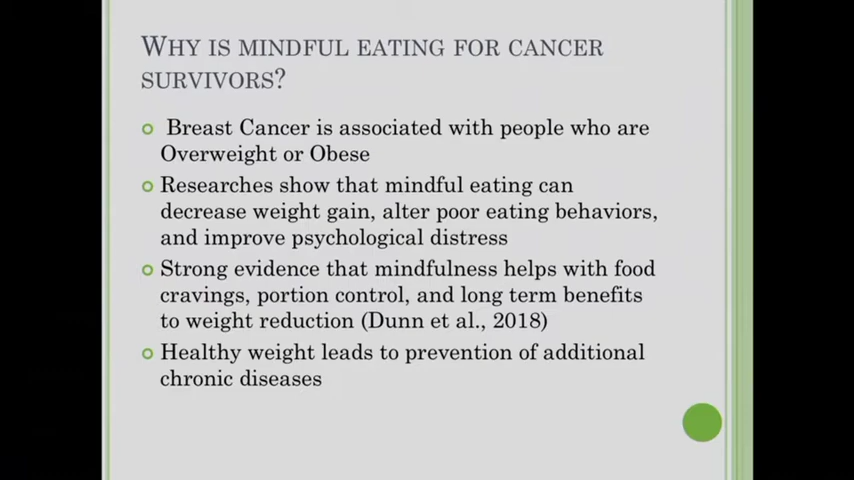 WHY IS MINDFUL EATING FOR CANCER
SURVIVORS?
Breast Cancer is associated with people who are
Overweight or Obese
Researches show that mindful eating can
decrease weight gain, alter poor eating behaviors,
and improve psychological distress
Strong evidence that mindfulness helps with food
cravings, portion control, and long term benefits
to weight reduction (Dunn et al., 2018)
Healthy weight leads to prevention of additional
chronic diseases